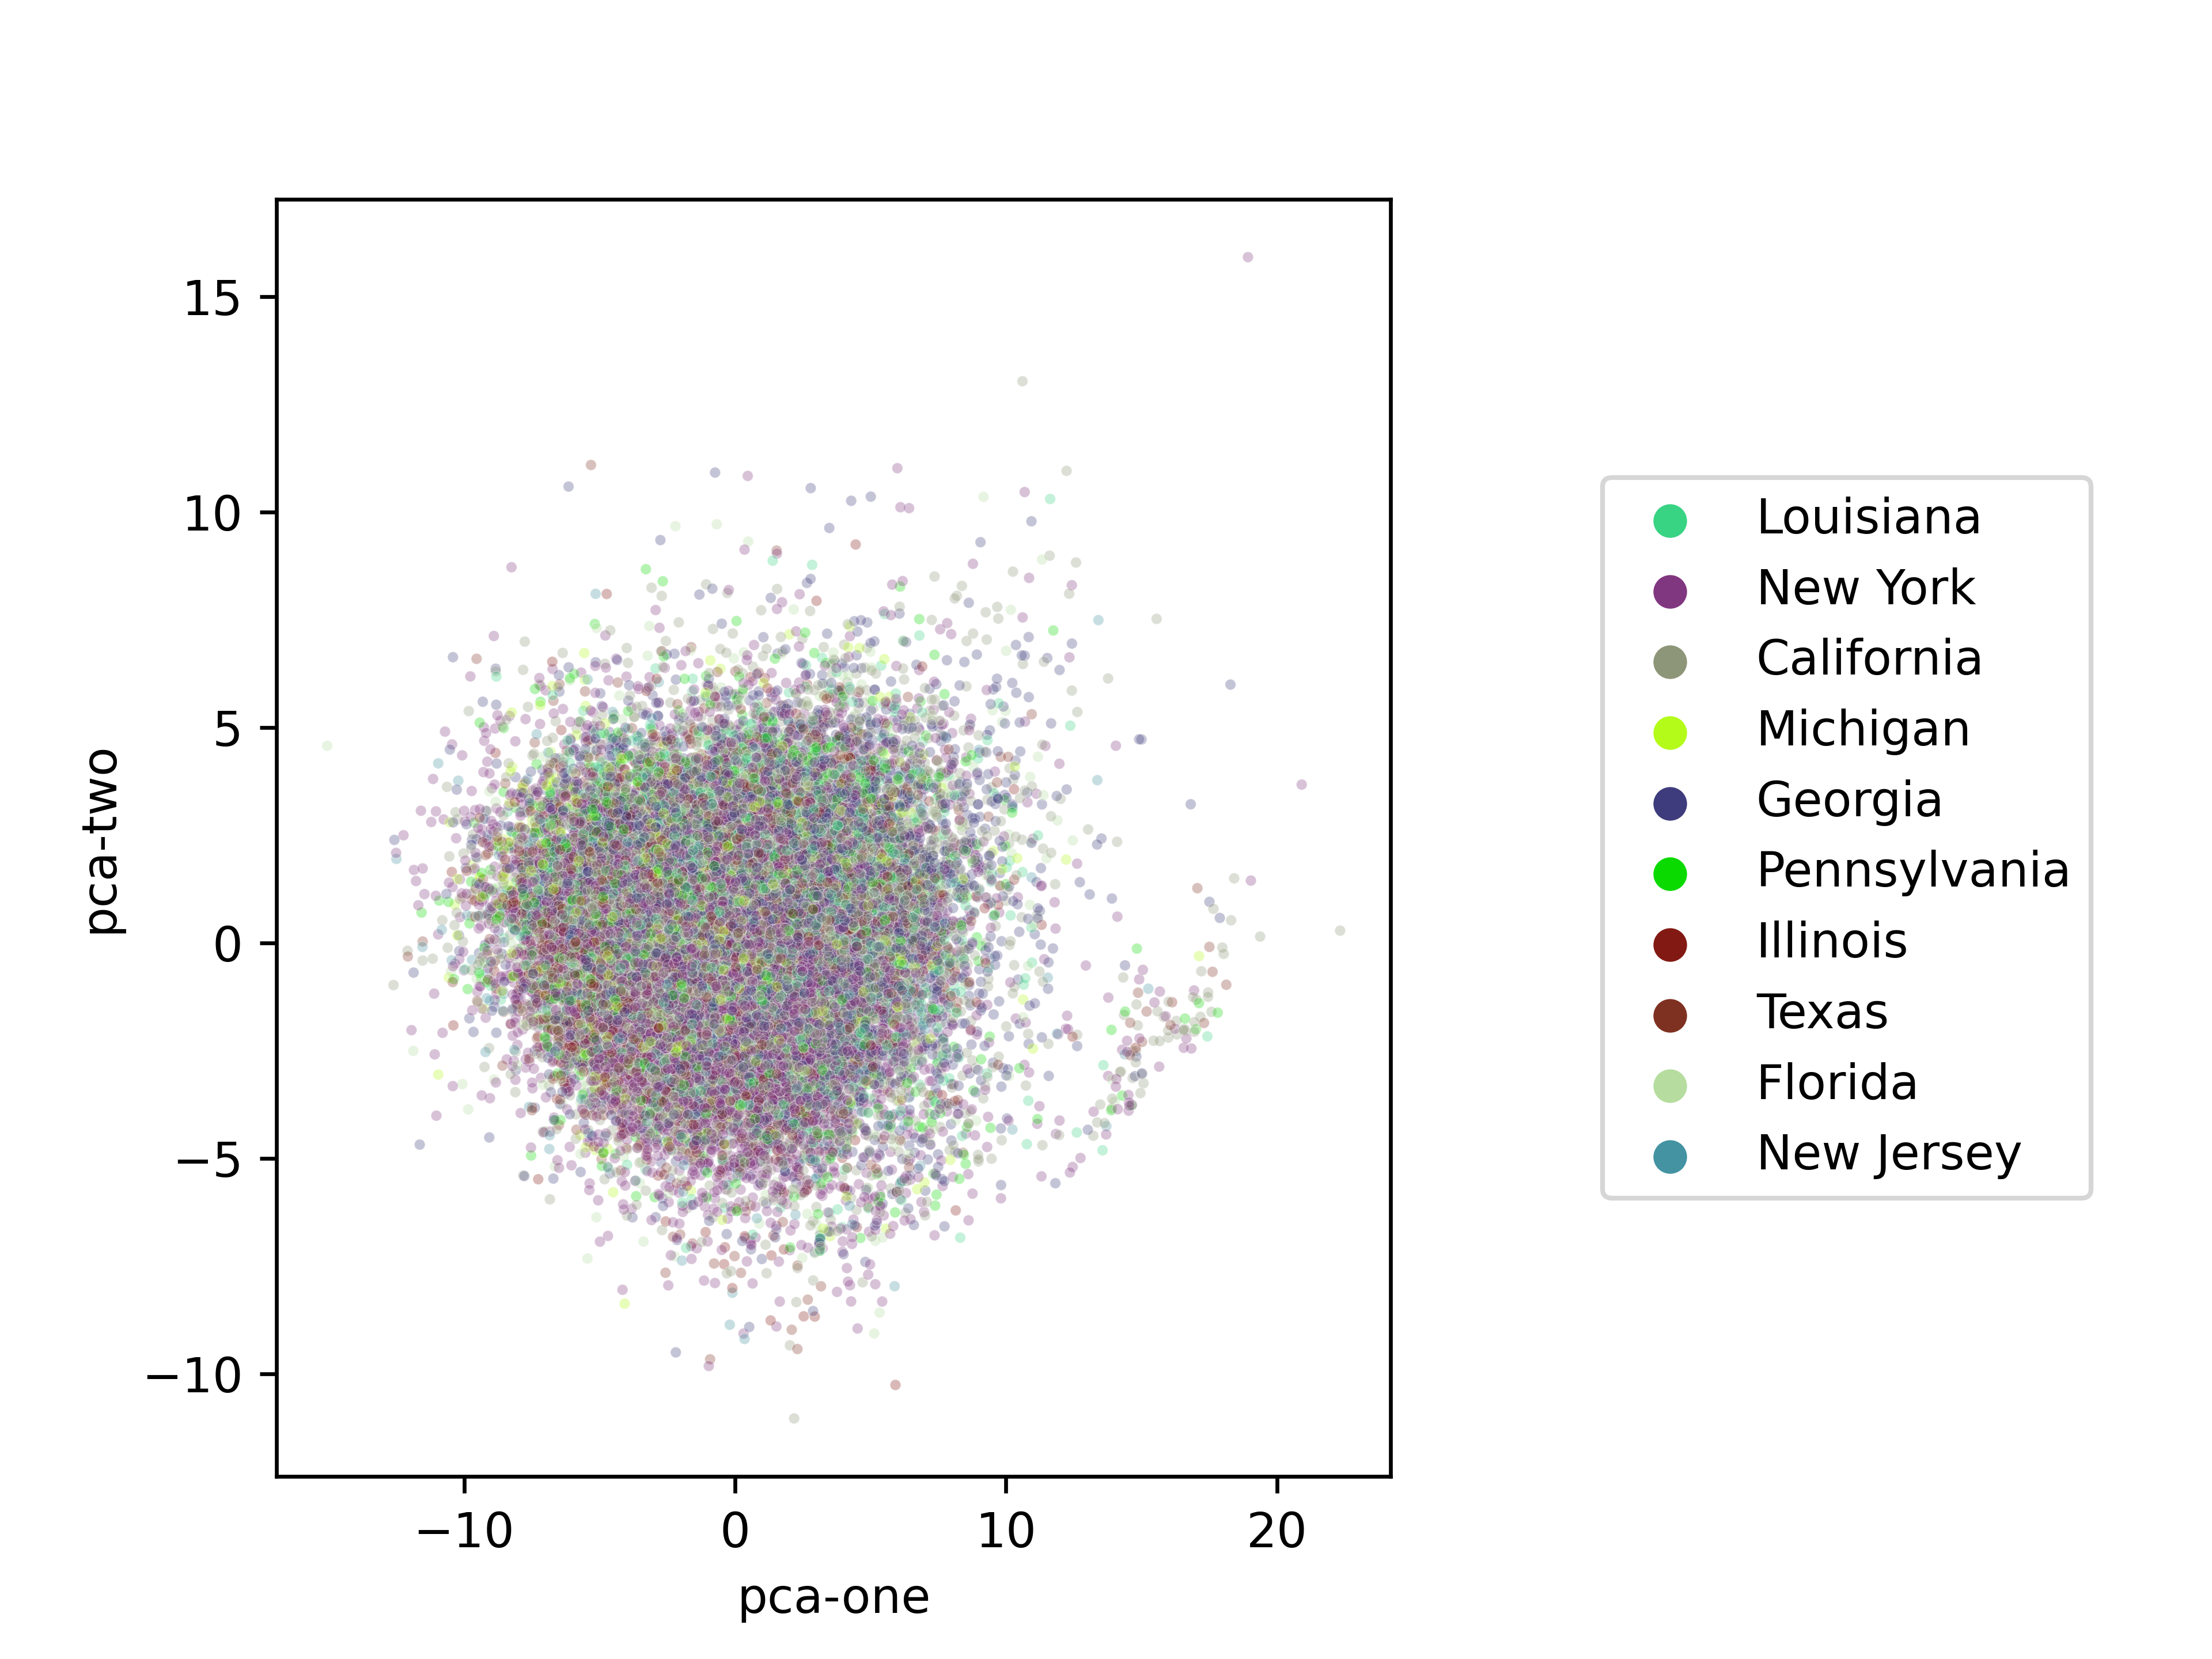 15
10
5
0
−5
−10
pca-two
−10 0 10 20
pca-one
Louisiana
New York
California
Michigan
Georgia
Pennsylvania
Illinois
Texas
Florida
New Jersey